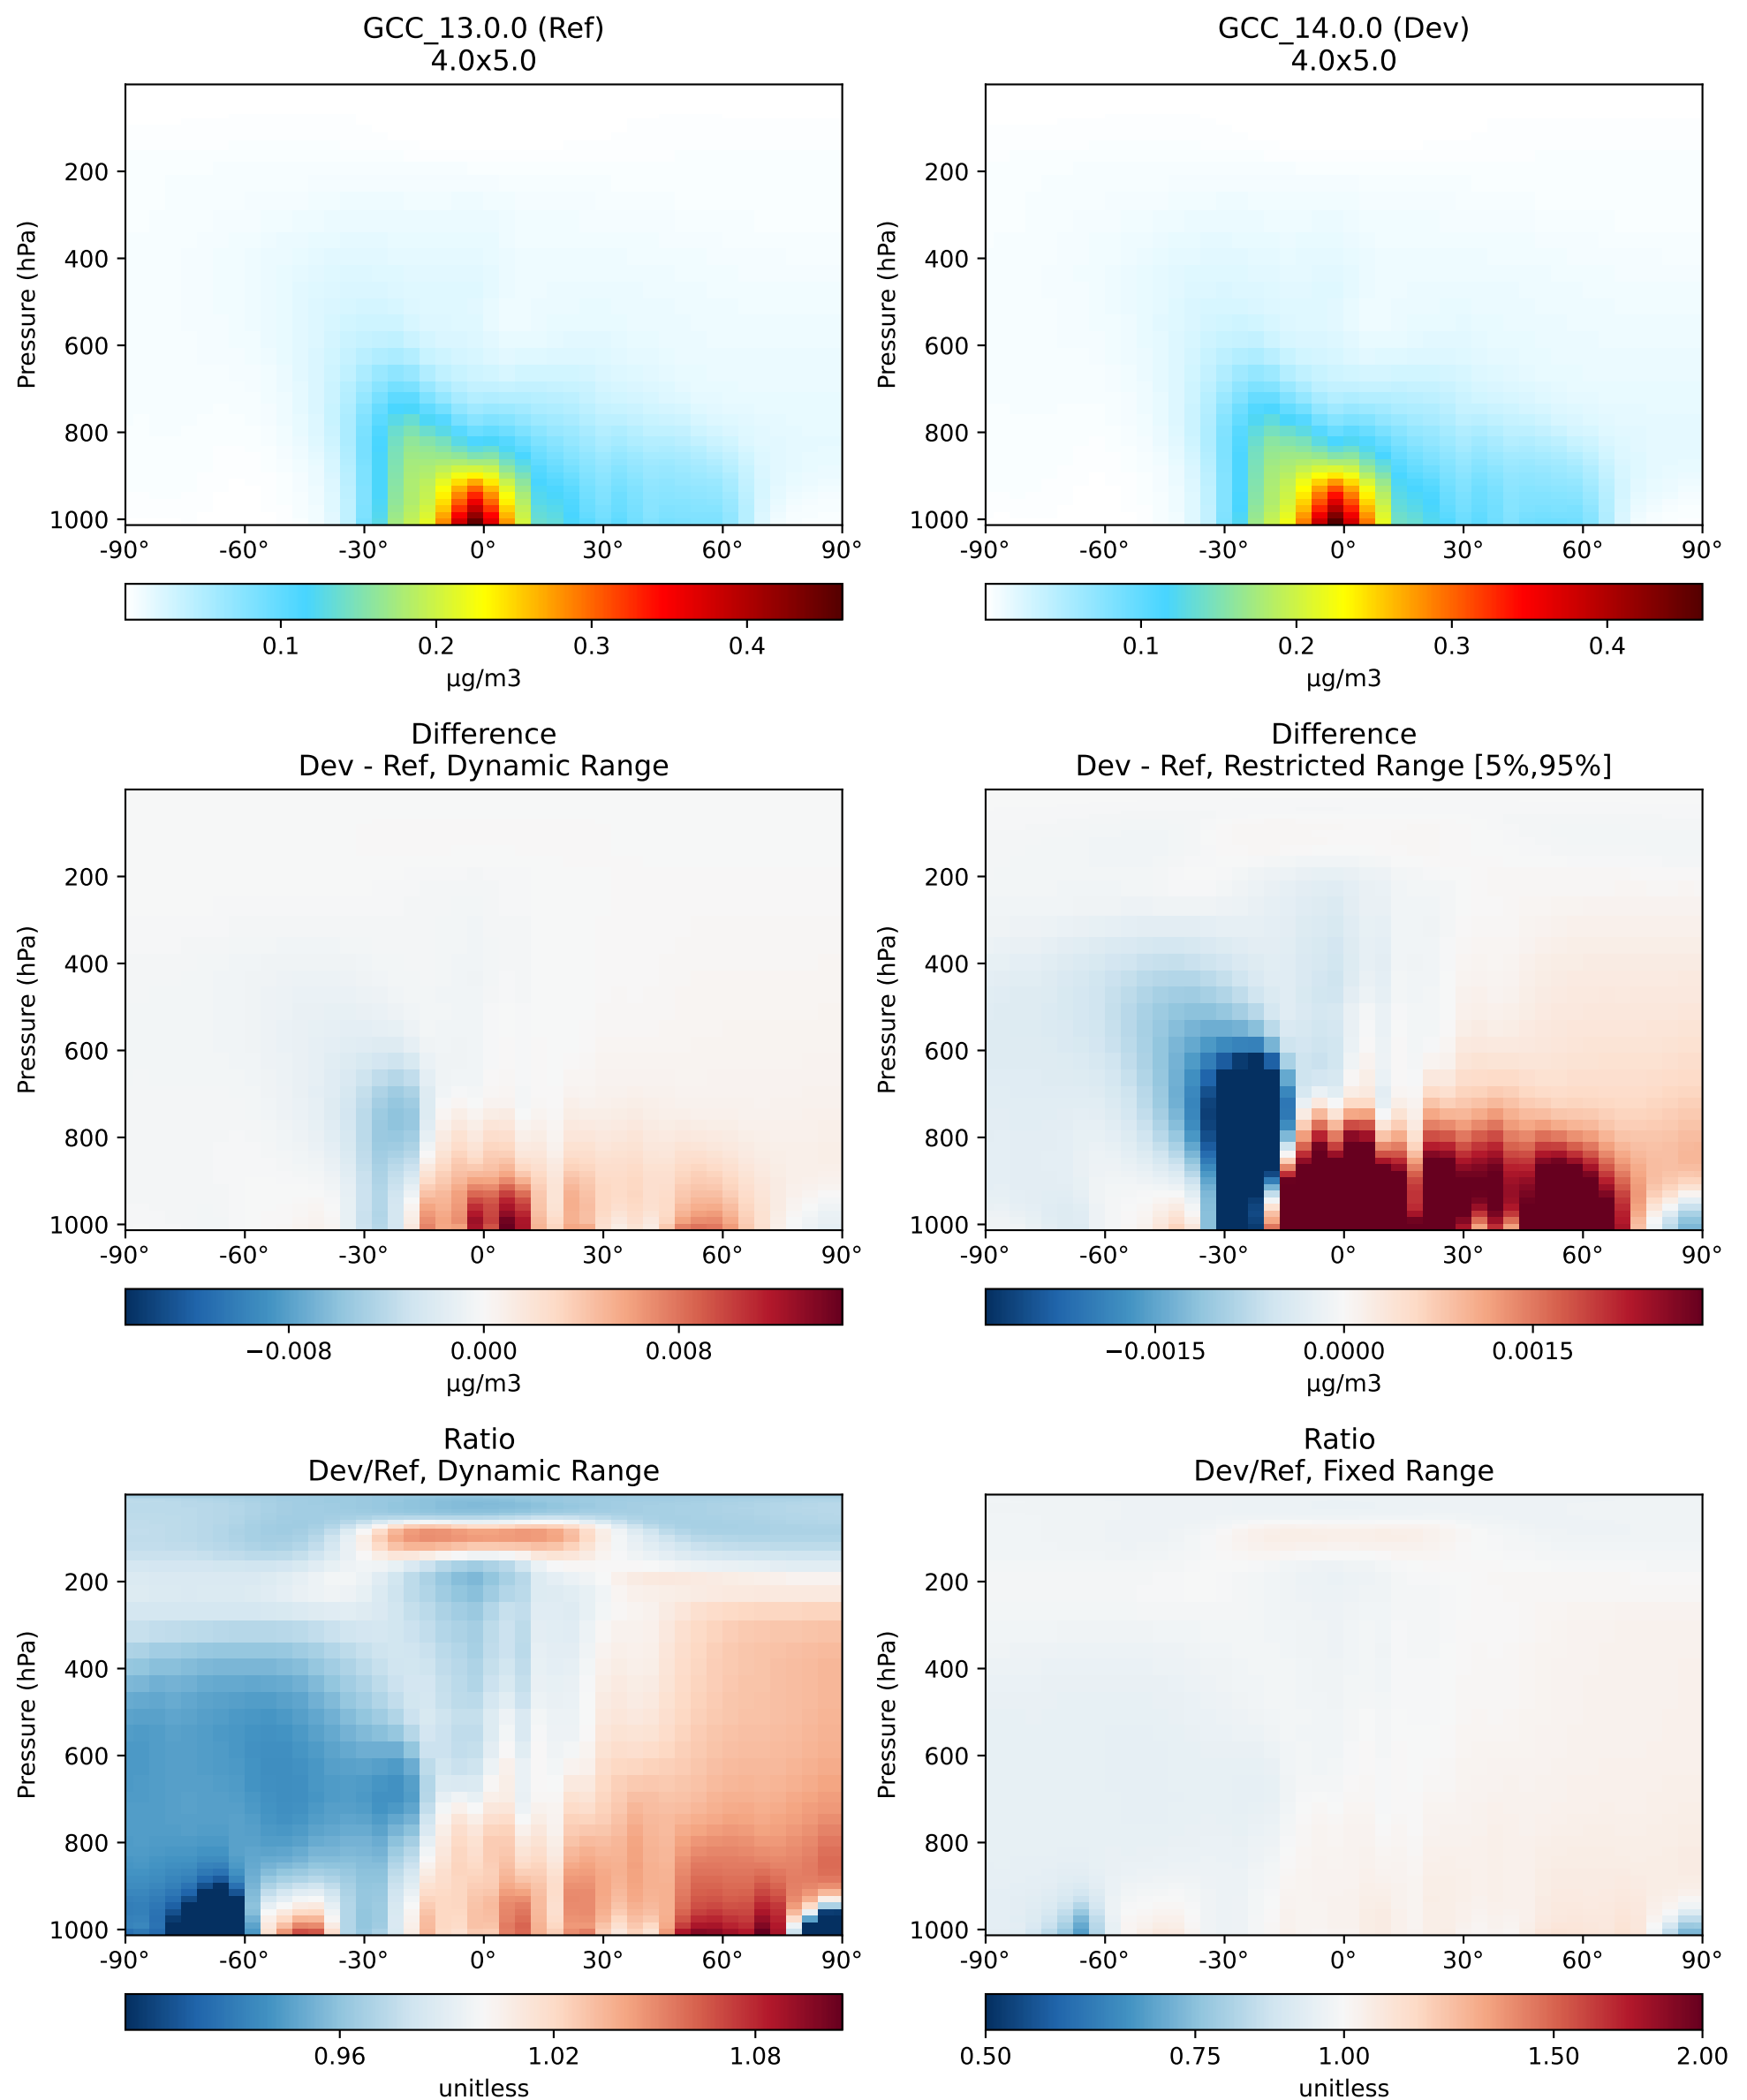 GCC_13.0.0 (Ref)
4.0x5.0
Pressure (hPa)
200
400
600
800
1000
-90° -60° -30° 0° 30° 60° 90°
0.1 0.2 0.3 0.4
μg/m3
GCC_14.0.0 (Dev)
4.0x5.0
Pressure (hPa)
200
400
600
800
1000
-90° -60° -30° 0° 30° 60° 90°
0.1 0.2 0.3 0.4
μg/m3
Difference
Dev - Ref, Dynamic Range
Pressure (hPa)
200
400
600
800
1000
-90° -60° -30° 0° 30° 60° 90°
−0.008 0.000 0.008
μg/m3
Difference
Dev - Ref, Restricted Range [5%,95%]
Pressure (hPa)
200
400
600
800
1000
-90° -60° -30° 0° 30° 60° 90°
−0.0015 0.0000 0.0015
μg/m3
Ratio
Dev/Ref, Dynamic Range
Pressure (hPa)
200
400
600
800
1000
-90° -60° -30° 0° 30° 60° 90°
0.96 1.02 1.08
unitless
Ratio
Dev/Ref, Fixed Range
Pressure (hPa)
200
400
600
800
1000
-90° -60° -30° 0° 30° 60° 90°
0.50 0.75 1.00 1.50 2.00
unitless